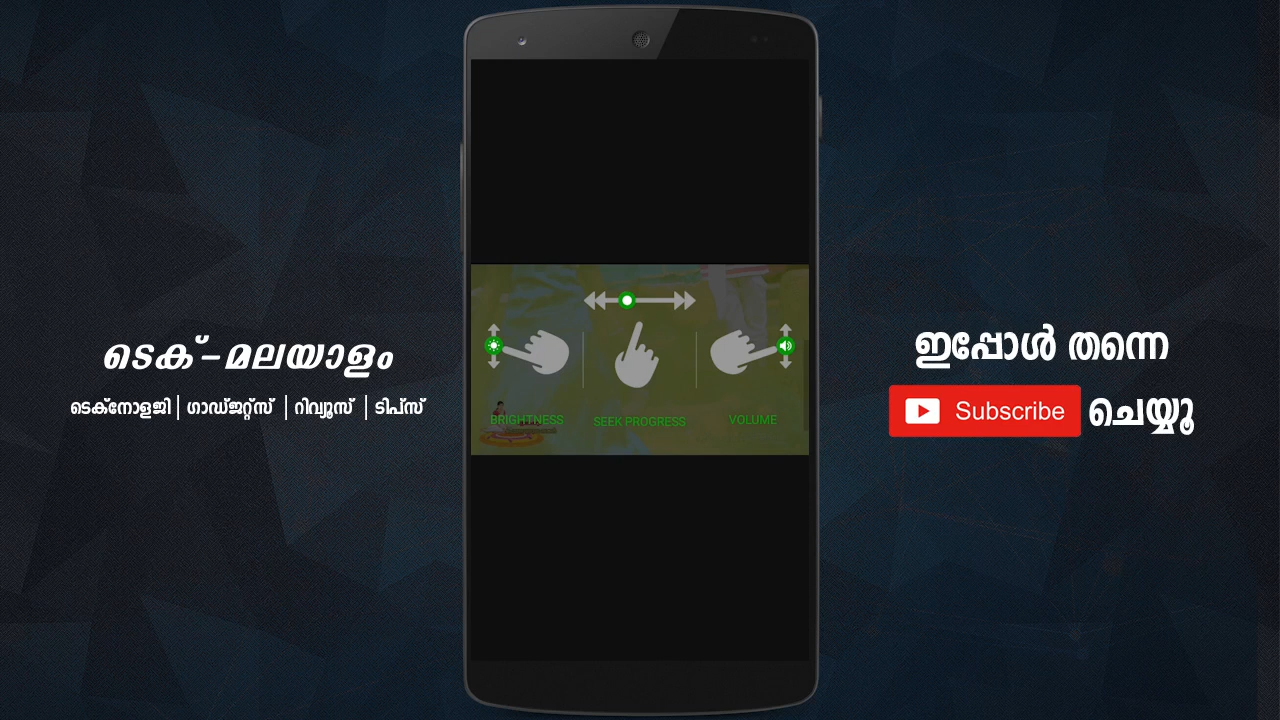 ടെക്-മലയാളം
ടെക്നോളജി | ഗാഡ്ജറ്റ്സ് | റിവ്യൂസ് | ടിപ്സ്
BRIGHTNESS
SEEK PROGRESS
VOLUME
ഇപ്പോൾ തന്നെ
Subscribe ചെയ്യൂ